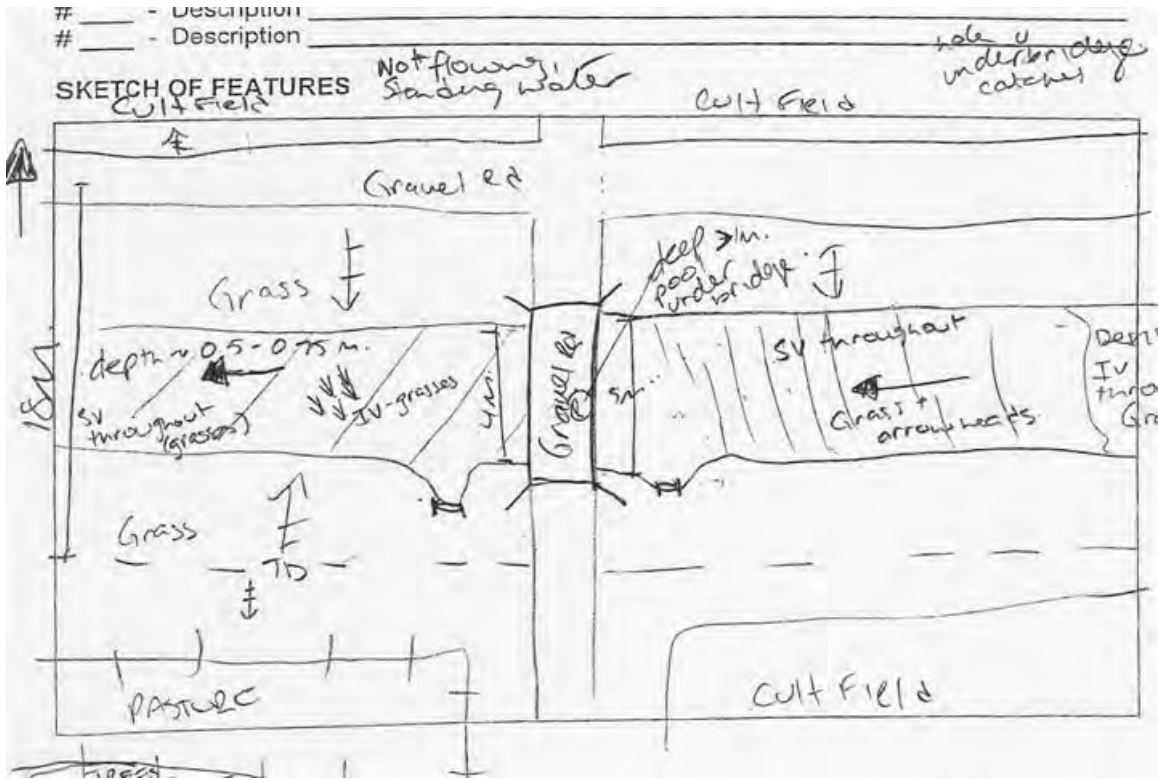 # ____ - Description
# ____ - Description
SKETCH OF FEATURES
Not flowing,
Standing water
underbridge
catches
Cult Field
Cult Field
Gravel Rd
deep >1m.
pool
under
bridge.
Grass
depth ~ 0.5 - 0.75 m.
SV throughout
18m
IV-grasses
SV
throughout
(grasses)
4m
Gravel Rd
5m
Grass +
arrowheads
IV
Grass
TD
PASTURE
Cult Field